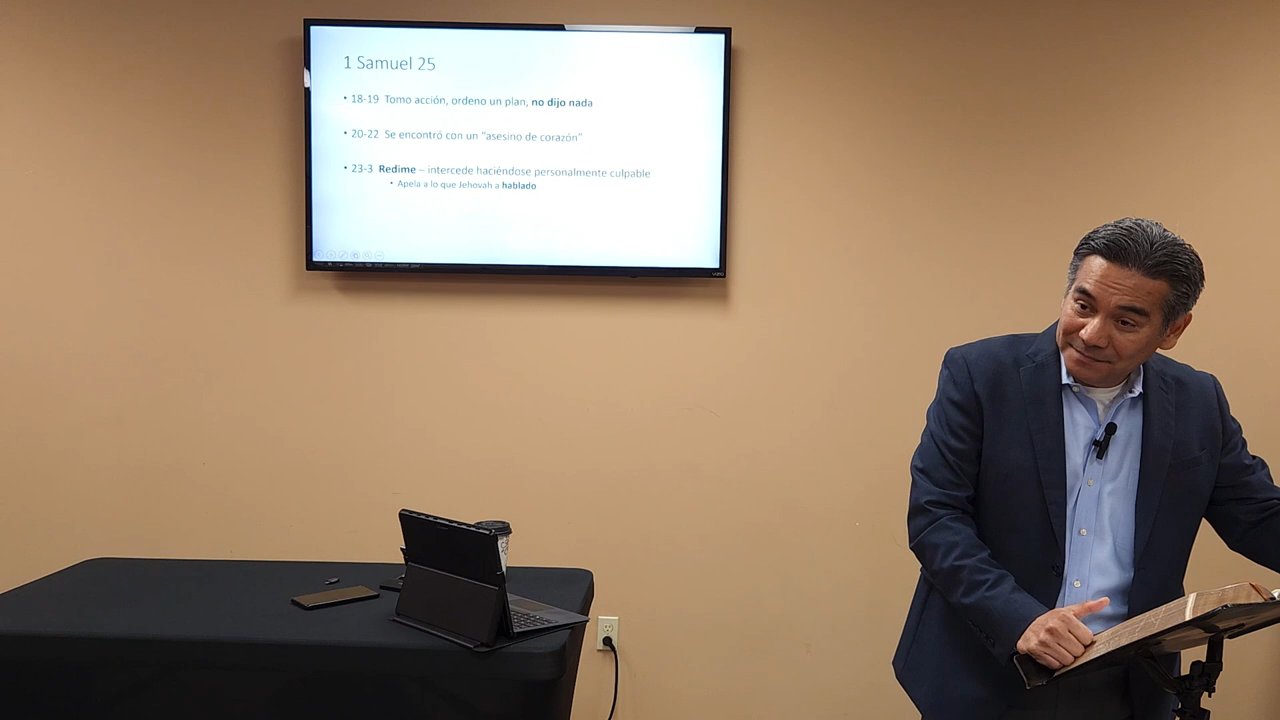 1 Samuel 25
• 18-19 Tomo acción, ordeno un plan, no dijo nada
• 20-22 Se encontró con un "asesino de corazón"
• 23-3 Redime – intercede haciéndose personalmente culpable
• Apela a lo que Jehovah a hablado